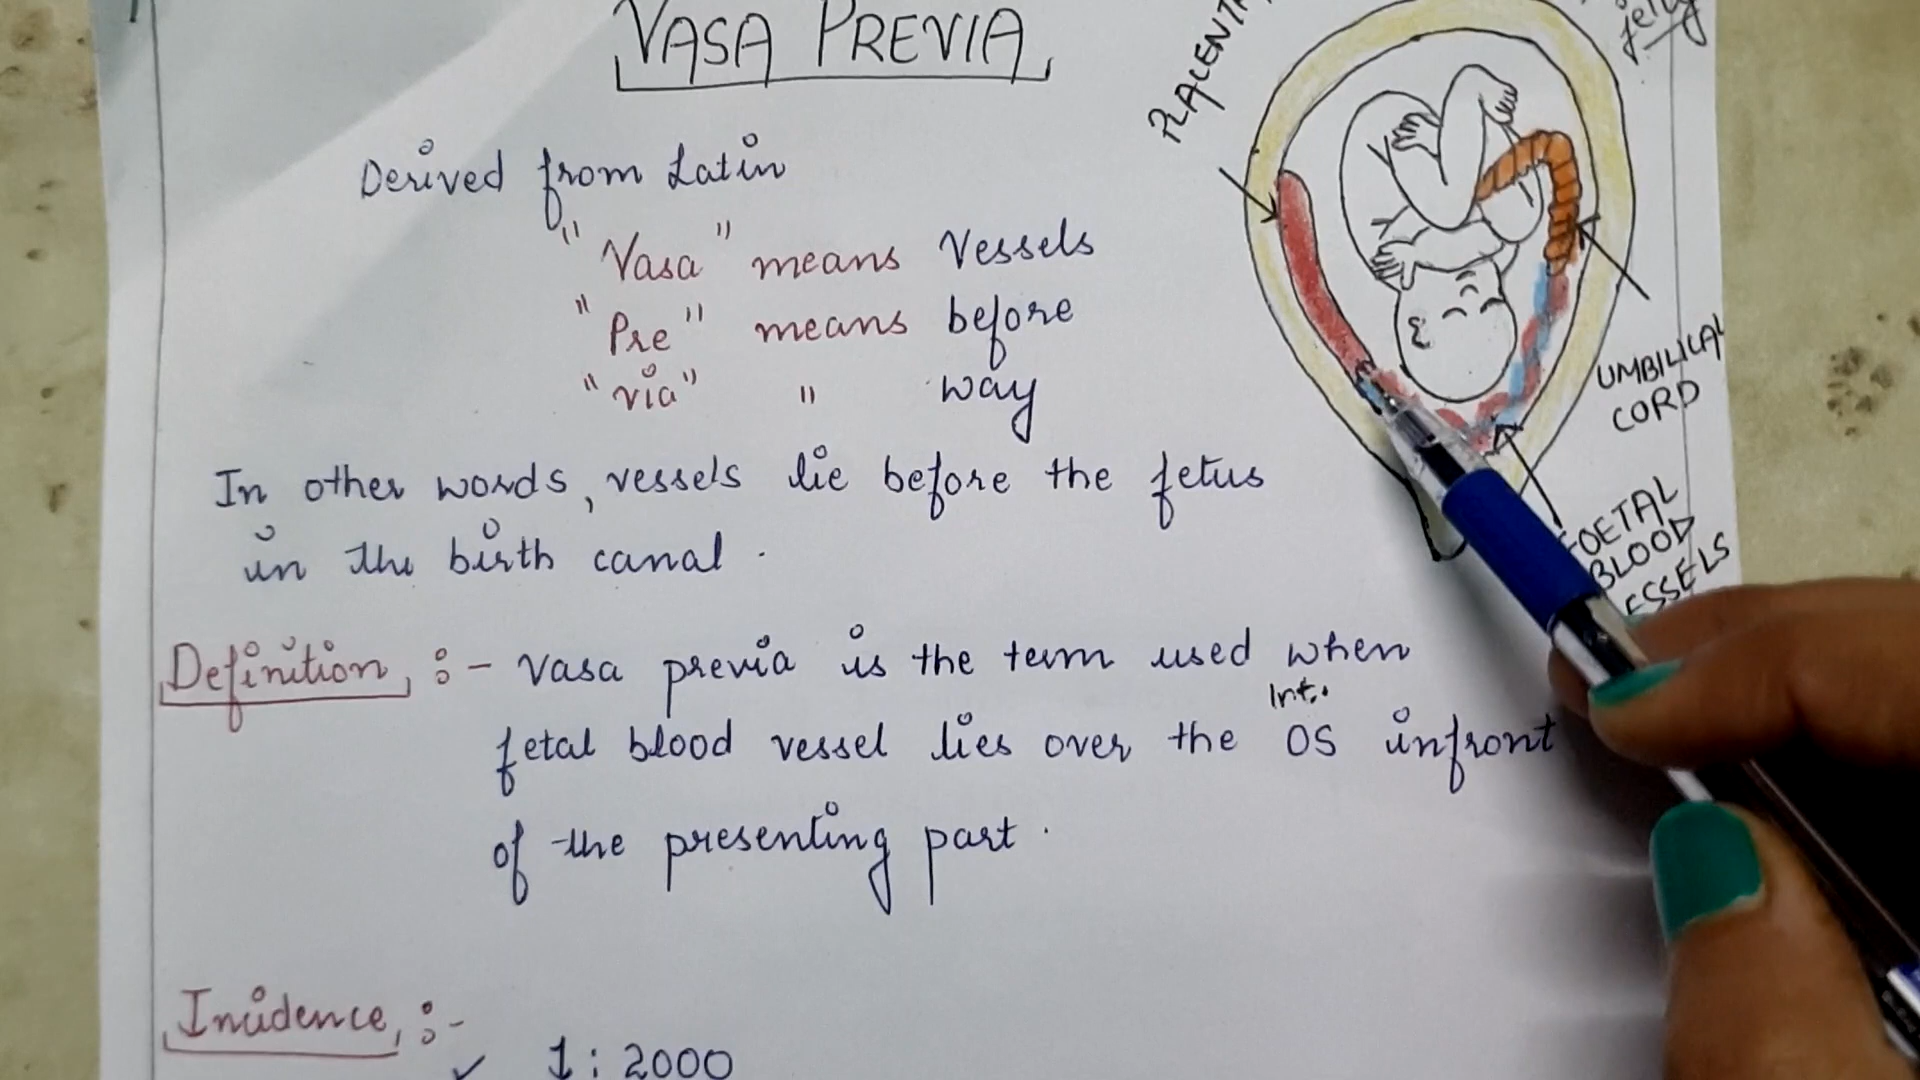 VASA PREVIA
Derived from Latin
"Vasa" means Vessels
"Pre" means before
"via" " way
In other words, vessels lie before the fetus
in the birth canal.
Definition :- Vasa previa is the term used when
Int.
fetal blood vessel lies over the OS infront
of the presenting part.
Incidence :-
✓ 1 : 2000
PLACENTA
Jelly
UMBILICAL
CORD
FOETAL
BLOOD
ESSELS